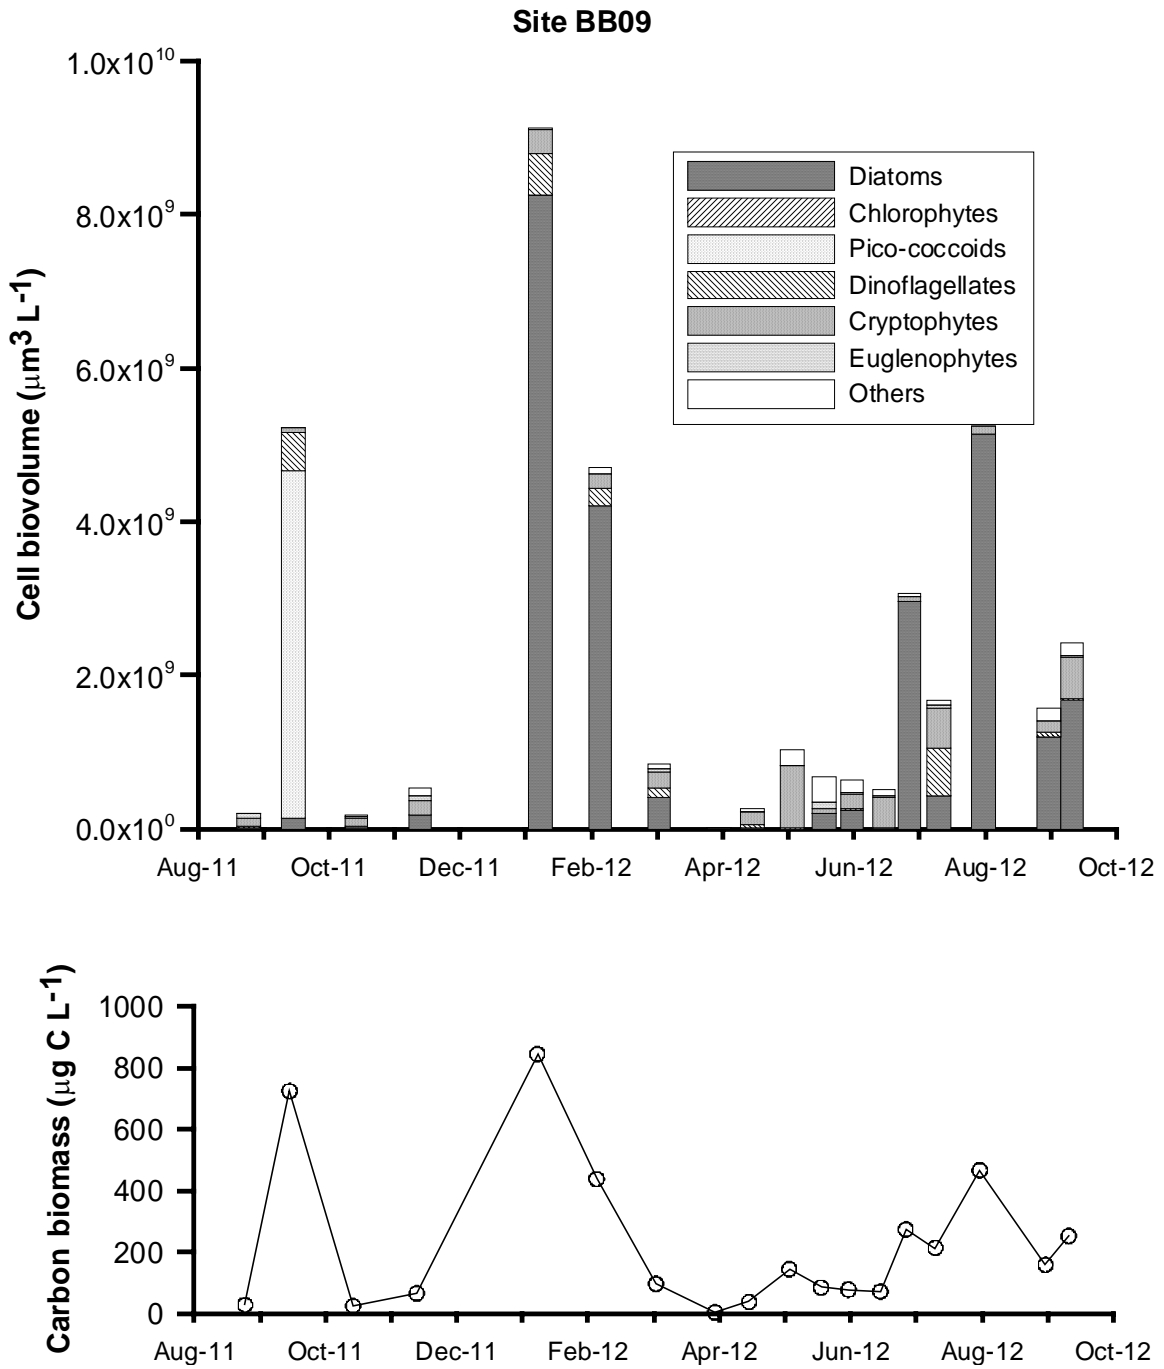 Site BB09
1.0x10¹⁰
8.0x10⁹
6.0x10⁹
4.0x10⁹
2.0x10⁹
0.0x10⁰
Cell biovolume (μm³ L⁻¹)
Diatoms
Chlorophytes
Pico-coccoids
Dinoflagellates
Cryptophytes
Euglenophytes
Others
Aug-11 Oct-11 Dec-11 Feb-12 Apr-12 Jun-12 Aug-12 Oct-12
1000
800
600
400
200
0
Carbon biomass (μg C L⁻¹)
Aug-11 Oct-11 Dec-11 Feb-12 Apr-12 Jun-12 Aug-12 Oct-12